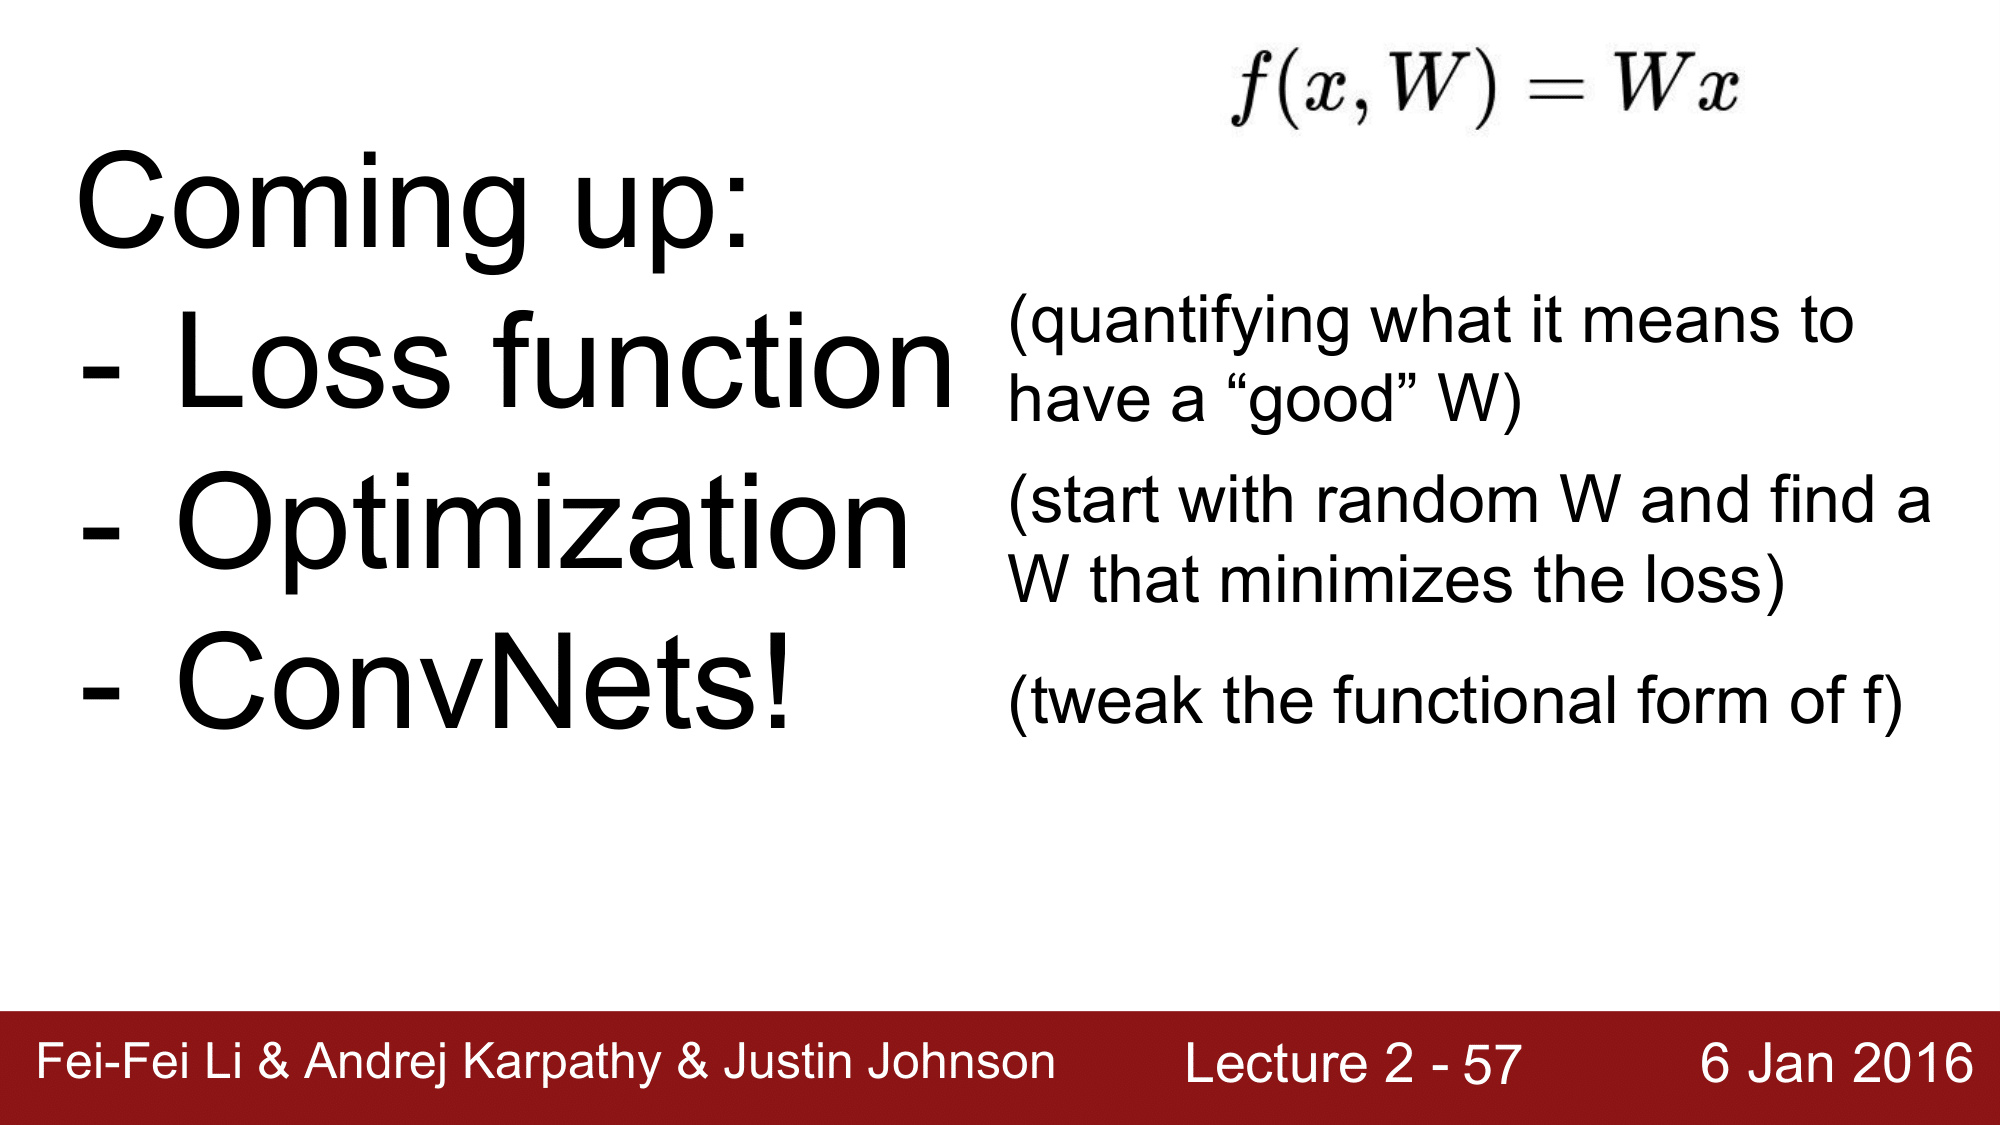 f(x, W) = Wx
Coming up:
- Loss function
(quantifying what it means to
have a “good” W)
- Optimization
(start with random W and find a
W that minimizes the loss)
- ConvNets!
(tweak the functional form of f)
Fei-Fei Li & Andrej Karpathy & Justin Johnson
Lecture 2 - 57
6 Jan 2016